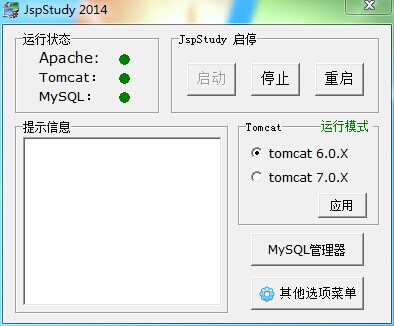 JspStudy 2014
运行状态
Apache:
Tomcat:
MySQL:
JspStudy 启停
启动 停止 重启
提示信息
Tomcat 运行模式
tomcat 6.0.X
tomcat 7.0.X
应用
MySQL管理器
其他选项菜单